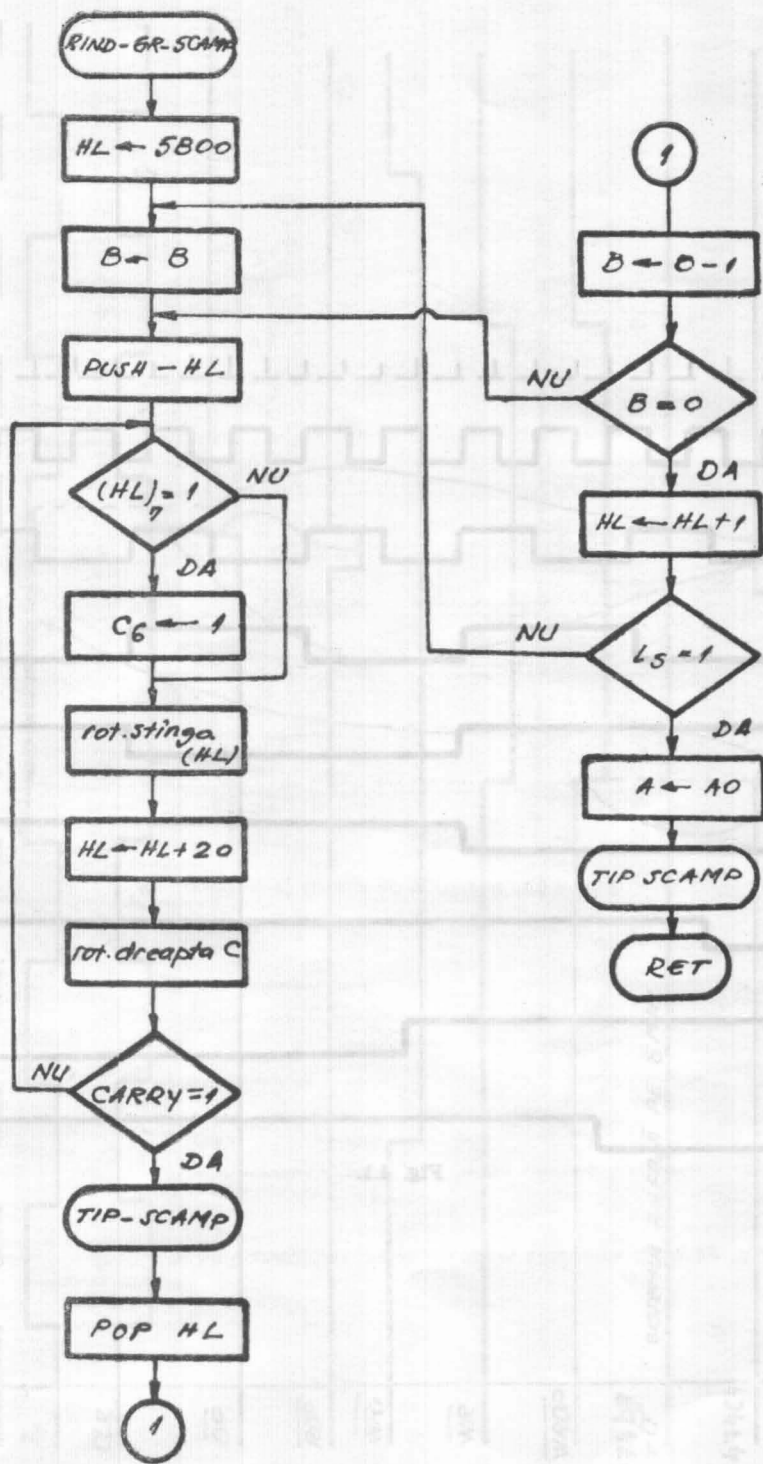 RIND-GR-SCAMP
HL ← 5800
B ← B
PUSH - HL
(HL)7 = 1
NU
DA
C6 ← 1
rot. stinga
(HL)
HL ← HL + 20
rot. dreapta C
NU
CARRY = 1
DA
TIP-SCAMP
POP HL
1
1
B ← B - 1
NU
B = 0
DA
HL ← HL + 1
NU
L5 = 1
DA
A ← A0
TIP SCAMP
RET